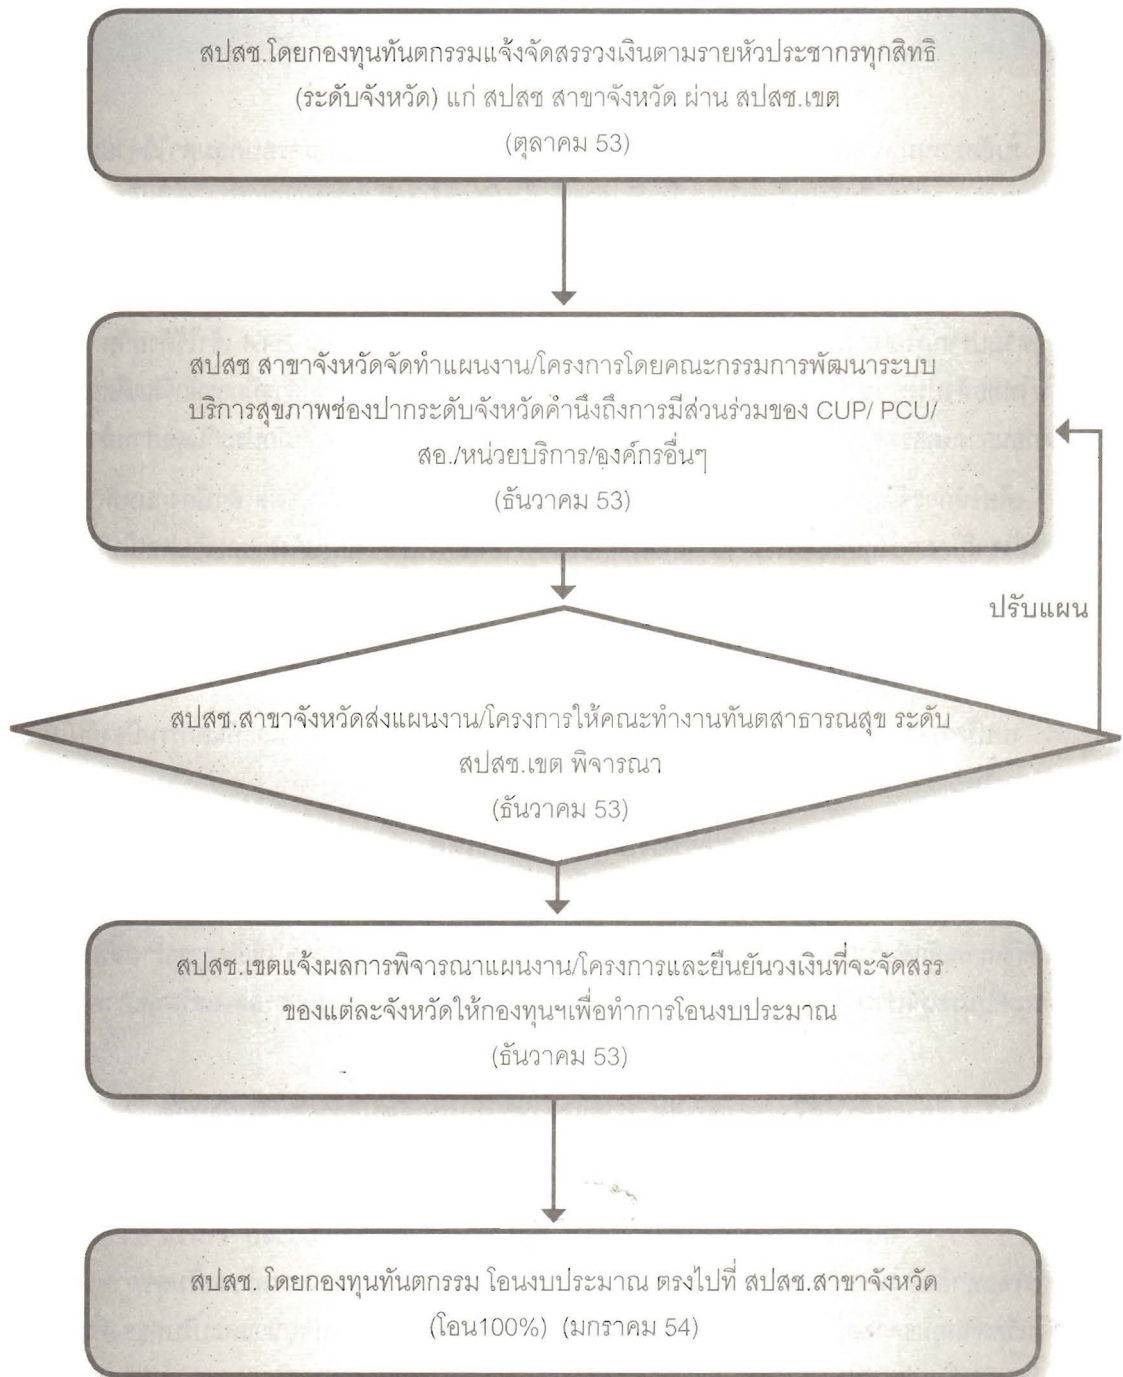 สปสช.โดยกองทุนทันตกรรมแจ้งจัดสรรวงเงินตามรายหัวประชากรทุกสิทธิ
(ระดับจังหวัด) แก่ สปสช สาขาจังหวัด ผ่าน สปสช.เขต
(ตุลาคม 53)
สปสช สาขาจังหวัดจัดทำแผนงาน/โครงการโดยคณะกรรมการพัฒนาระบบ
บริการสุขภาพช่องปากระดับจังหวัดคำนึงถึงการมีส่วนร่วมของ CUP/ PCU/
สอ./หน่วยบริการ/องค์กรอื่นๆ
(ธันวาคม 53)
ปรับแผน
สปสช.สาขาจังหวัดส่งแผนงาน/โครงการให้คณะทำงานทันตสาธารณสุข ระดับ
สปสช.เขต พิจารณา
(ธันวาคม 53)
สปสช.เขตแจ้งผลการพิจารณาแผนงาน/โครงการและยืนยันวงเงินที่จะจัดสรร
ของแต่ละจังหวัดให้กองทุนฯเพื่อทำการโอนงบประมาณ
(ธันวาคม 53)
สปสช. โดยกองทุนทันตกรรม โอนงบประมาณ ตรงไปที่ สปสช.สาขาจังหวัด
(โอน100%) (มกราคม 54)